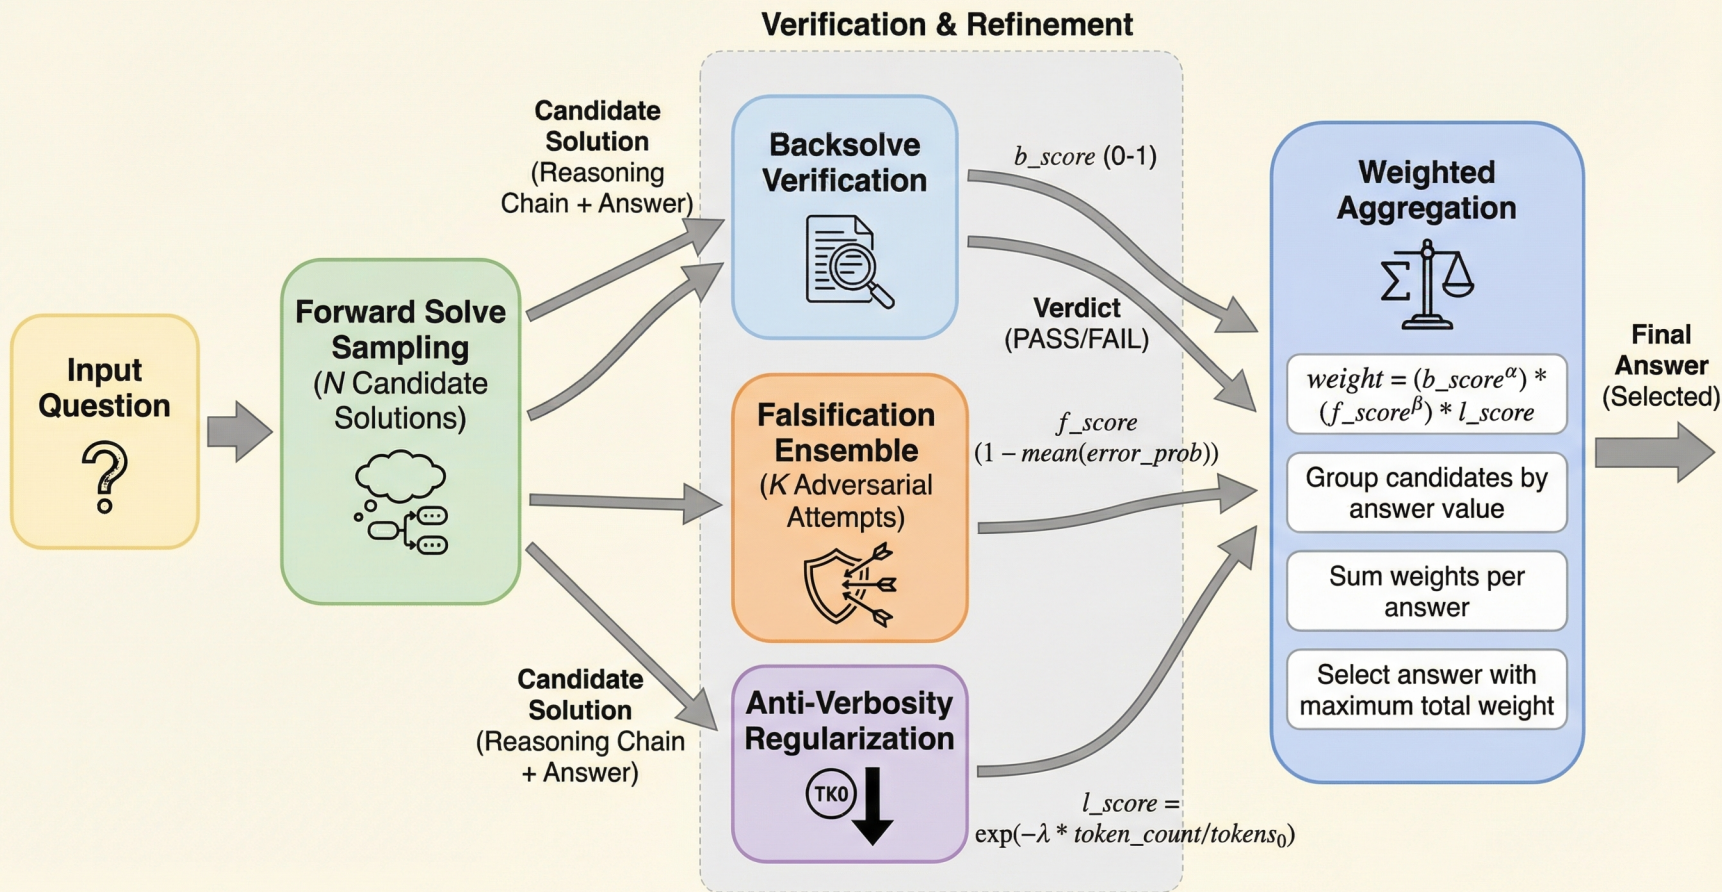 Verification & Refinement
Input
Question
Forward Solve
Sampling
(N Candidate
Solutions)
Candidate
Solution
(Reasoning
Chain + Answer)
Candidate
Solution
(Reasoning Chain
+ Answer)
Backsolve
Verification
Falsification
Ensemble
(K Adversarial
Attempts)
Anti-Verbosity
Regularization
TKO
b_score (0-1)
Verdict
(PASS/FAIL)
f_score
(1 − mean(error_prob))
l_score =
exp(−λ * token_count/tokens₀)
Weighted
Aggregation
Σ
weight = (b_score^α) *
(f_score^β) * l_score
Group candidates by
answer value
Sum weights per
answer
Select answer with
maximum total weight
Final
Answer
(Selected)